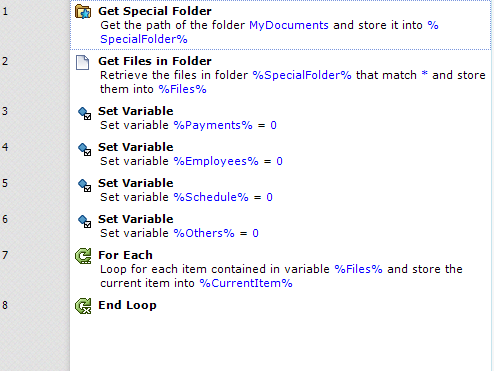 1
Get Special Folder
Get the path of the folder MyDocuments and store it into %
SpecialFolder%
2
Get Files in Folder
Retrieve the files in folder %SpecialFolder% that match * and store
them into %Files%
3
Set Variable
Set variable %Payments% = 0
4
Set Variable
Set variable %Employees% = 0
5
Set Variable
Set variable %Schedule% = 0
6
Set Variable
Set variable %Others% = 0
7
For Each
Loop for each item contained in variable %Files% and store the
current item into %CurrentItem%
8
End Loop